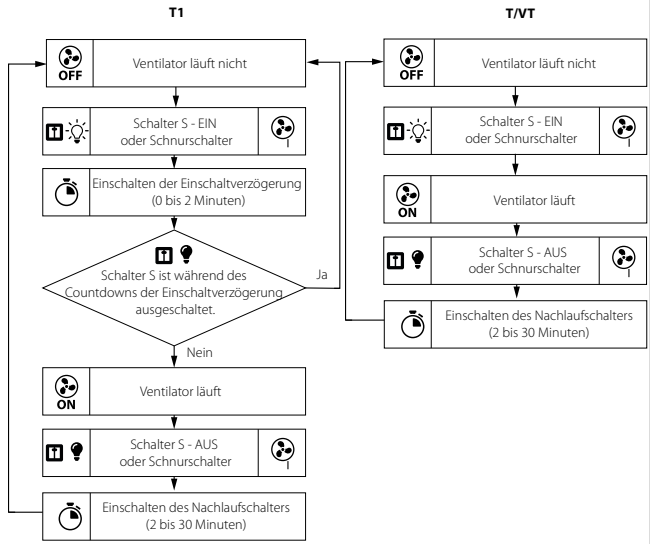 T1
OFF
Ventilator läuft nicht
Schalter S - EIN
oder Schnurschalter
Einschalten der Einschaltverzögerung
(0 bis 2 Minuten)
Schalter S ist während des
Countdowns der Einschaltverzögerung
ausgeschaltet.
Ja
Nein
ON
Ventilator läuft
Schalter S - AUS
oder Schnurschalter
Einschalten des Nachlaufschalters
(2 bis 30 Minuten)
T/VT
OFF
Ventilator läuft nicht
Schalter S - EIN
oder Schnurschalter
ON
Ventilator läuft
Schalter S - AUS
oder Schnurschalter
Einschalten des Nachlaufschalters
(2 bis 30 Minuten)